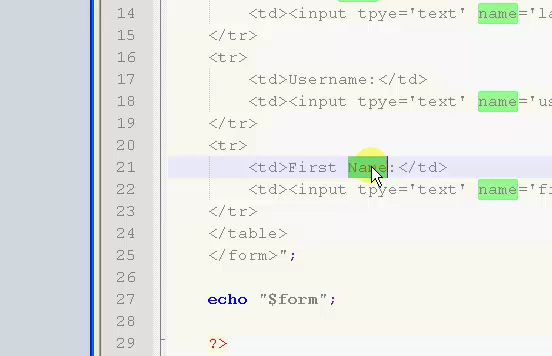 14 <td><input tpye='text' name='la
15 </tr>
16 <tr>
17 <td>Username:</td>
18 <td><input tpye='text' name='us
19 </tr>
20 <tr>
21 <td>First Name:</td>
22 <td><input tpye='text' name='fi
23 </tr>
24 </table>
25 </form>";
26
27 echo "$form";
28
29 ?>